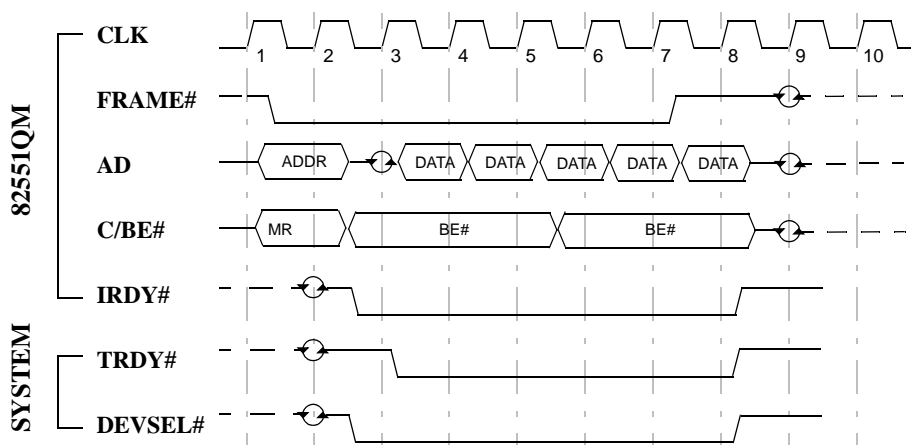 82551QM
CLK
1 2 3 4 5 6 7 8 9 10
FRAME#
AD
ADDR DATA DATA DATA DATA DATA
C/BE#
MR BE# BE#
IRDY#
SYSTEM
TRDY#
DEVSEL#